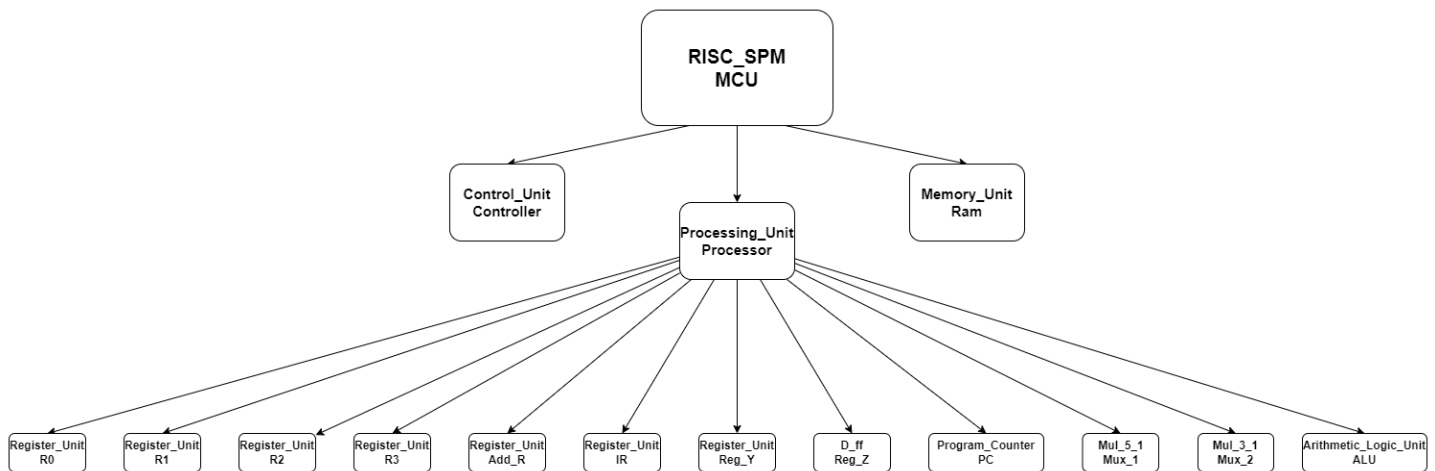 RISC_SPM
MCU
Control_Unit
Controller
Memory_Unit
Ram
Processing_Unit
Processor
Register_Unit
R0
Register_Unit
R1
Register_Unit
R2
Register_Unit
R3
Register_Unit
Add_R
Register_Unit
IR
Register_Unit
Reg_Y
D_ff
Reg_Z
Program_Counter
PC
Mul_5_1
Mux_1
Mul_3_1
Mux_2
Arithmetic_Logic_Unit
ALU